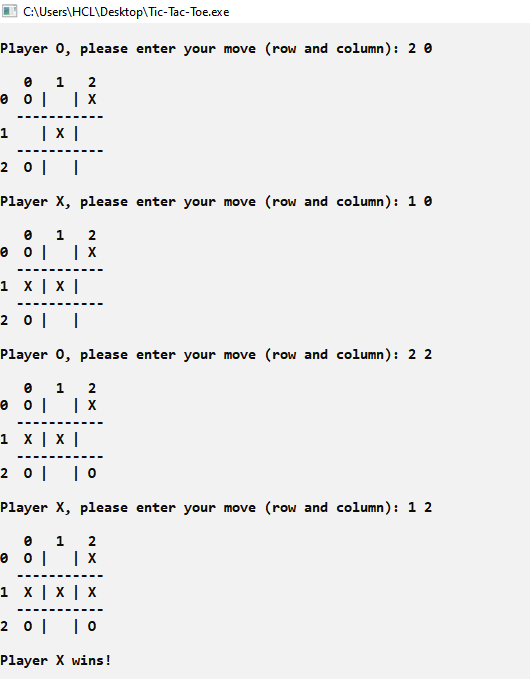 C:\Users\HCL\Desktop\Tic-Tac-Toe.exe
Player O, please enter your move (row and column): 2 0
   0   1   2
0  O |   | X
  -----------
1    | X |
  -----------
2  O |   |
Player X, please enter your move (row and column): 1 0
   0   1   2
0  O |   | X
  -----------
1  X | X |
  -----------
2  O |   |
Player O, please enter your move (row and column): 2 2
   0   1   2
0  O |   | X
  -----------
1  X | X |
  -----------
2  O |   | O
Player X, please enter your move (row and column): 1 2
   0   1   2
0  O |   | X
  -----------
1  X | X | X
  -----------
2  O |   | O
Player X wins!